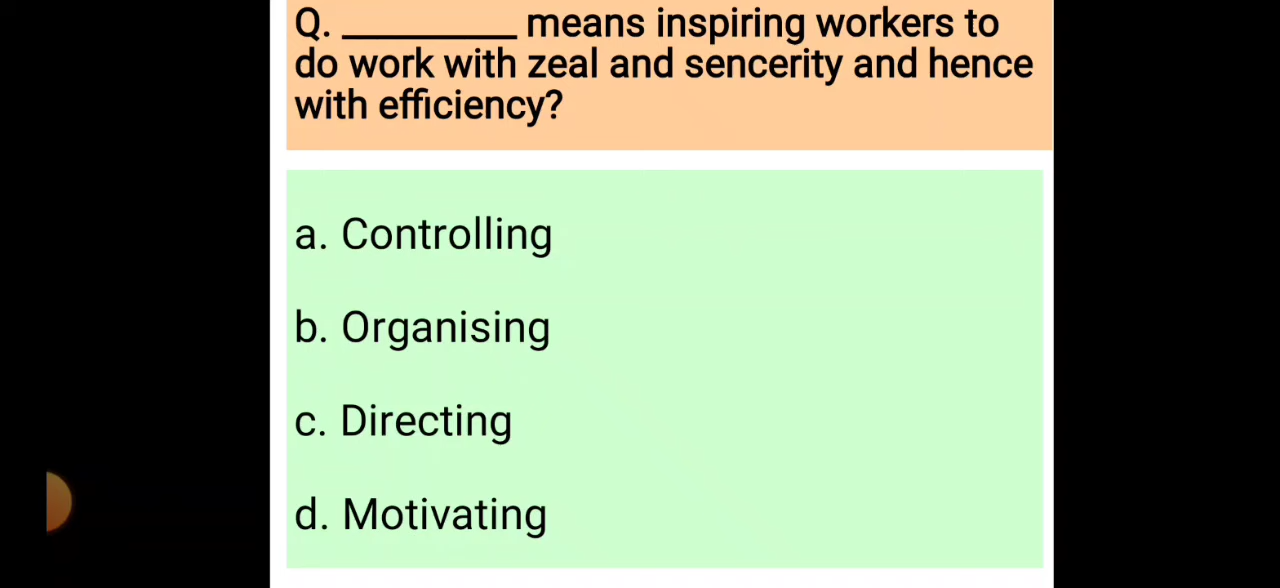 Q. __________ means inspiring workers to
do work with zeal and sencerity and hence
with efficiency?
a. Controlling
b. Organising
c. Directing
d. Motivating